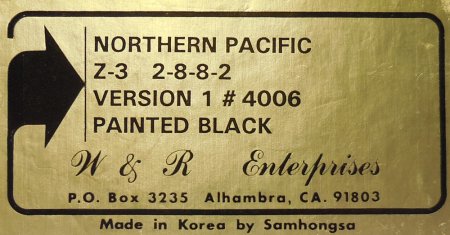 NORTHERN PACIFIC
Z-3 2-8-8-2
VERSION 1 # 4006
PAINTED BLACK
W & R Enterprises
P.O. Box 3235 Alhambra, CA. 91803
Made in Korea by Samhongsa